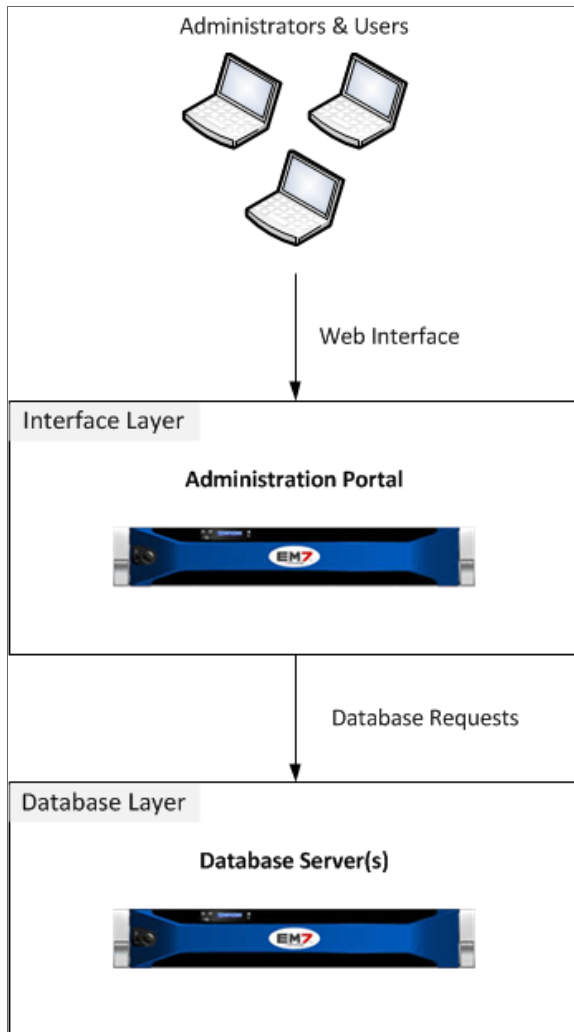 Administrators & Users
Web Interface
Interface Layer
Administration Portal
EM7
Database Requests
Database Layer
Database Server(s)
EM7